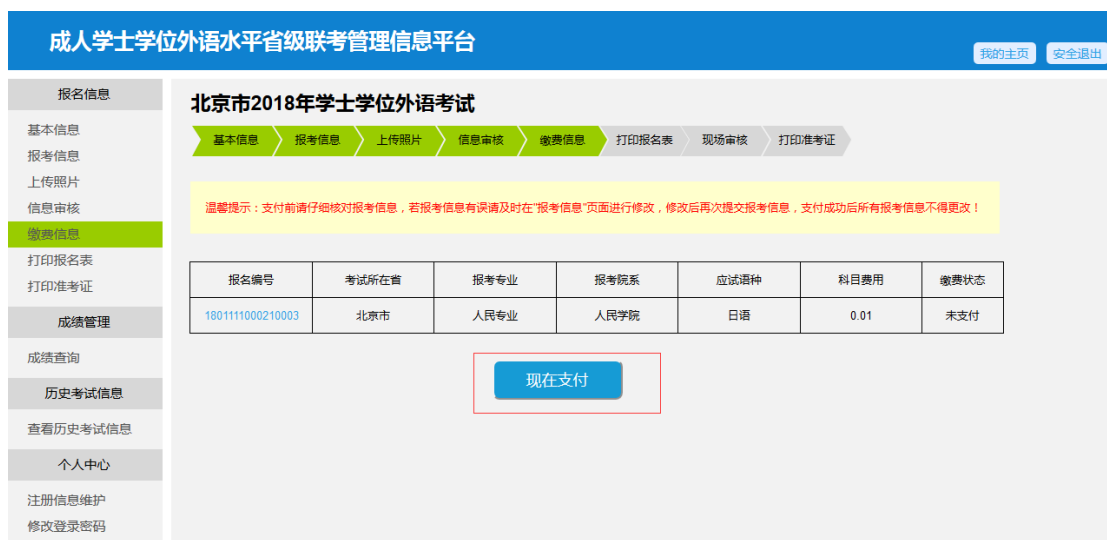 成人学士学位外语水平省级联考管理信息平台
我的主页 安全退出
报名信息
基本信息
报考信息
上传照片
信息审核
缴费信息
打印报名表
打印准考证
成绩管理
成绩查询
历史考试信息
查看历史考试信息
个人中心
注册信息维护
修改登录密码
北京市2018年学士学位外语考试
基本信息 报考信息 上传照片 信息审核 缴费信息 打印报名表 现场审核 打印准考证
温馨提示：支付前请仔细核对报考信息，若报考信息有误请及时在"报考信息"页面进行修改，修改后再次提交报考信息，支付成功后所有报考信息不得更改！
报名编号 考试所在省 报考专业 报考院系 应试语种 科目费用 缴费状态
1801111000210003 北京市 人民专业 人民学院 日语 0.01 未支付
现在支付